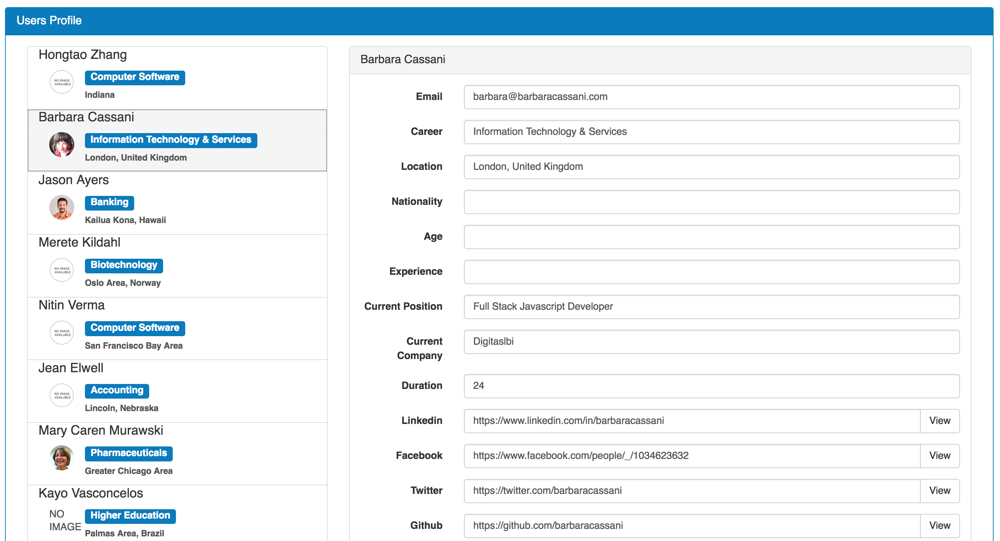 Users Profile
Hongtao Zhang
NO IMAGE
AVAILABLE
Computer Software
Indiana
Barbara Cassani
Information Technology & Services
London, United Kingdom
Jason Ayers
Banking
Kailua Kona, Hawaii
Merete Kildahl
NO IMAGE
AVAILABLE
Biotechnology
Oslo Area, Norway
Nitin Verma
NO IMAGE
AVAILABLE
Computer Software
San Francisco Bay Area
Jean Elwell
NO IMAGE
AVAILABLE
Accounting
Lincoln, Nebraska
Mary Caren Murawski
Pharmaceuticals
Greater Chicago Area
Kayo Vasconcelos
NO
IMAGE
Higher Education
Palmas Area, Brazil
Barbara Cassani
Email barbara@barbaracassani.com
Career Information Technology & Services
Location London, United Kingdom
Nationality
Age
Experience
Current Position Full Stack Javascript Developer
Current Digitaslbi
Company
Duration 24
Linkedin https://www.linkedin.com/in/barbaracassani View
Facebook https://www.facebook.com/people/_/1034623632 View
Twitter https://twitter.com/barbaracassani View
Github https://github.com/barbaracassani View